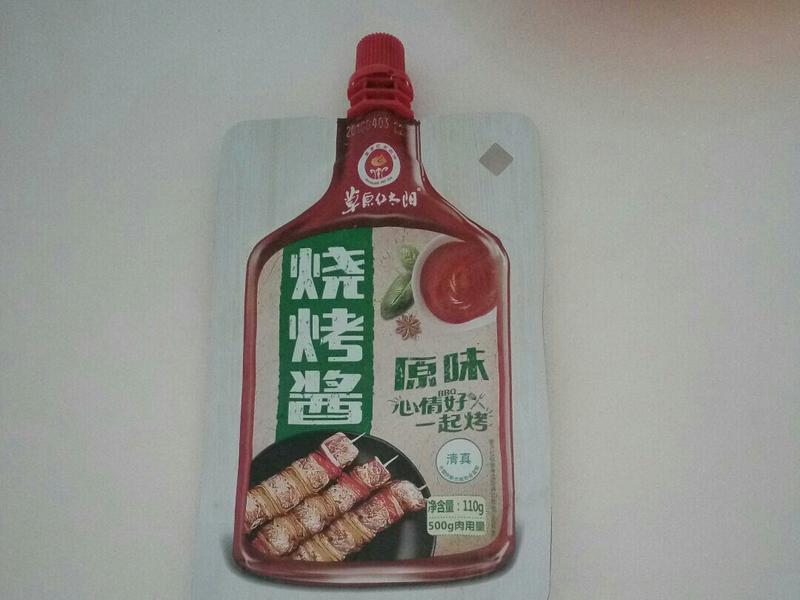 草原红太阳
烧烤酱
原味
BBQ
心情好
一起烤
清真
净含量：110g
500g肉用量